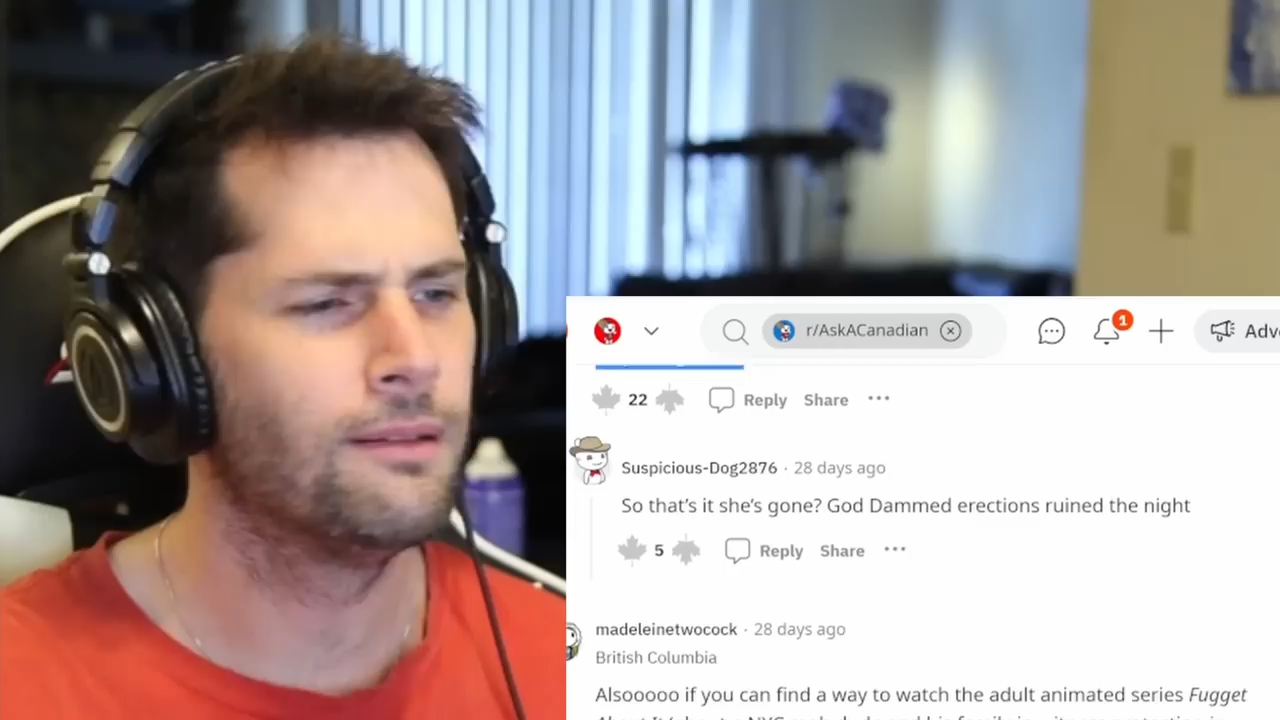 r/AskACanadian
1
22 Reply Share
Suspicious-Dog2876 · 28 days ago
So that's it she's gone? God Dammed erections ruined the night
5 Reply Share
madeleinetwocock · 28 days ago
British Columbia
Alsooooo if you can find a way to watch the adult animated series Fugget